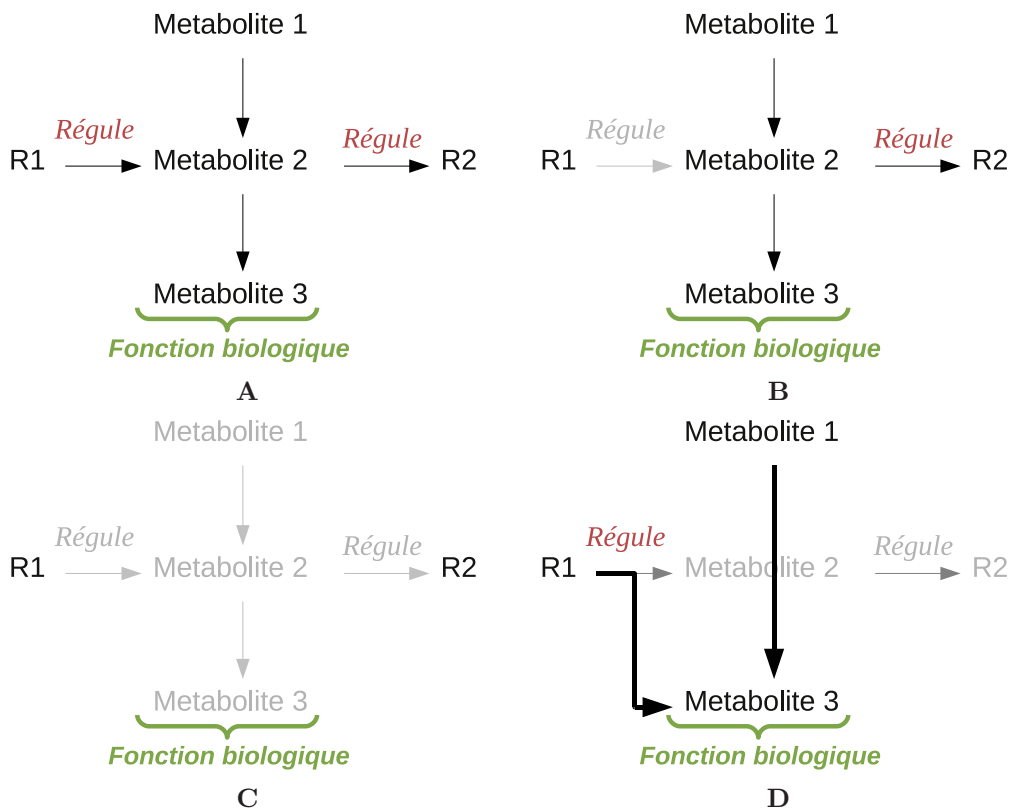 Metabolite 1
Régule
Régule
R1
Metabolite 2
R2
Metabolite 3
Fonction biologique
A
Metabolite 1
Régule
Régule
R1
Metabolite 2
R2
Metabolite 3
Fonction biologique
B
Metabolite 1
Régule
Régule
R1
Metabolite 2
R2
Metabolite 3
Fonction biologique
C
Metabolite 1
Régule
Régule
R1
Metabolite 2
R2
Metabolite 3
Fonction biologique
D